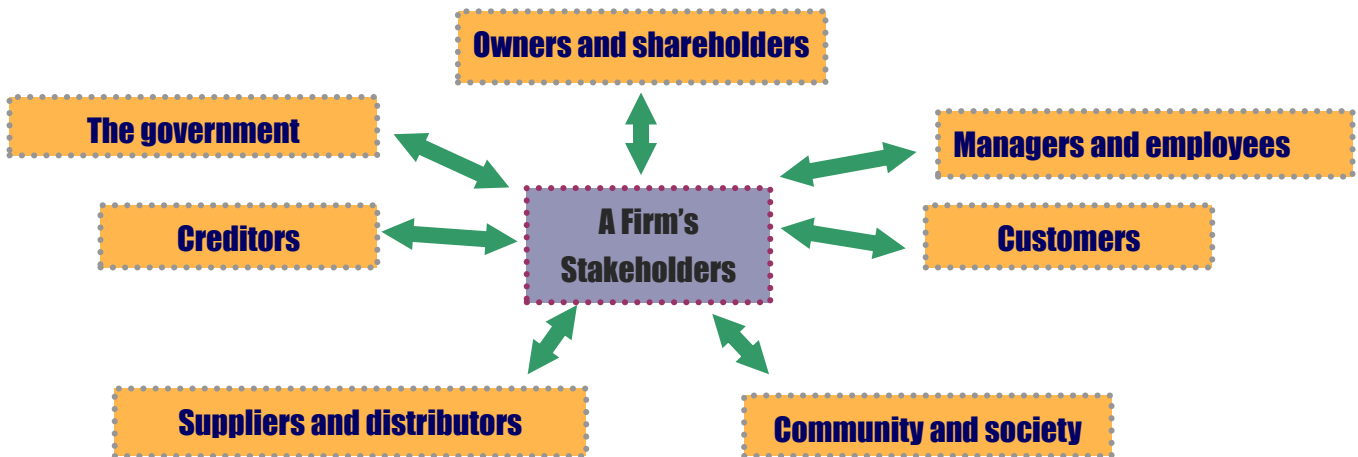 Owners and shareholders
The government
Managers and employees
A Firm’s
Stakeholders
Creditors
Customers
Suppliers and distributors
Community and society